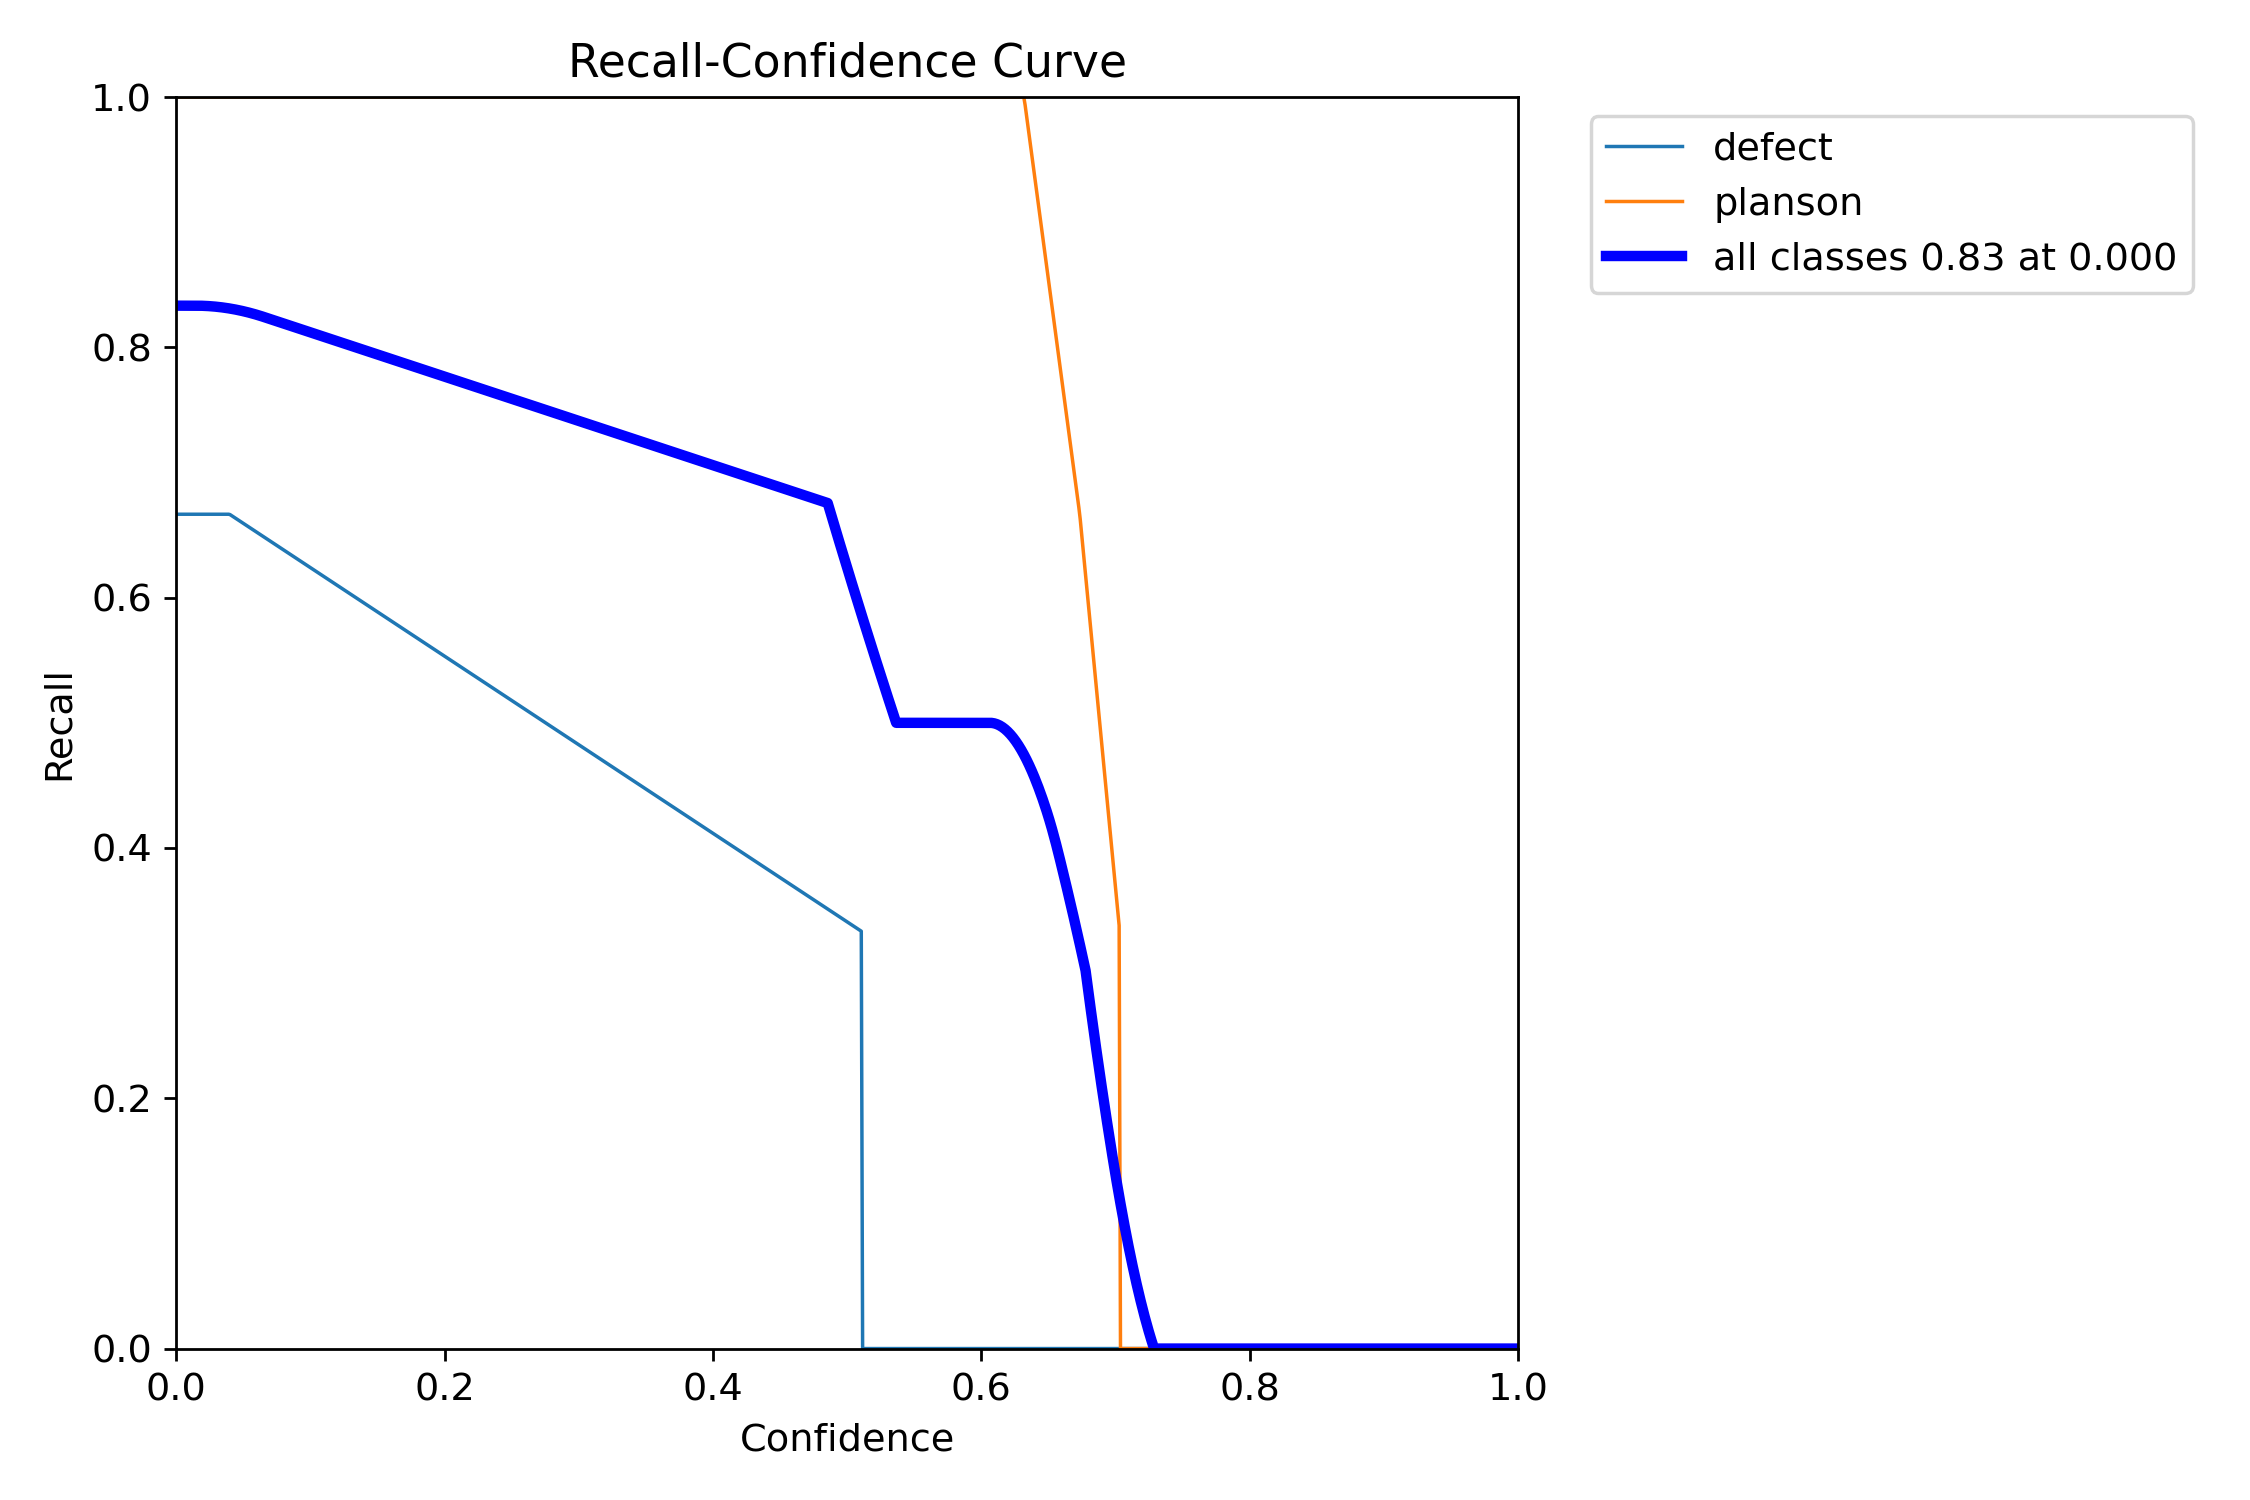 Recall-Confidence Curve
1.0
0.8
0.6
0.4
0.2
0.0
Recall
0.0 0.2 0.4 0.6 0.8 1.0
Confidence
defect
planson
all classes 0.83 at 0.000